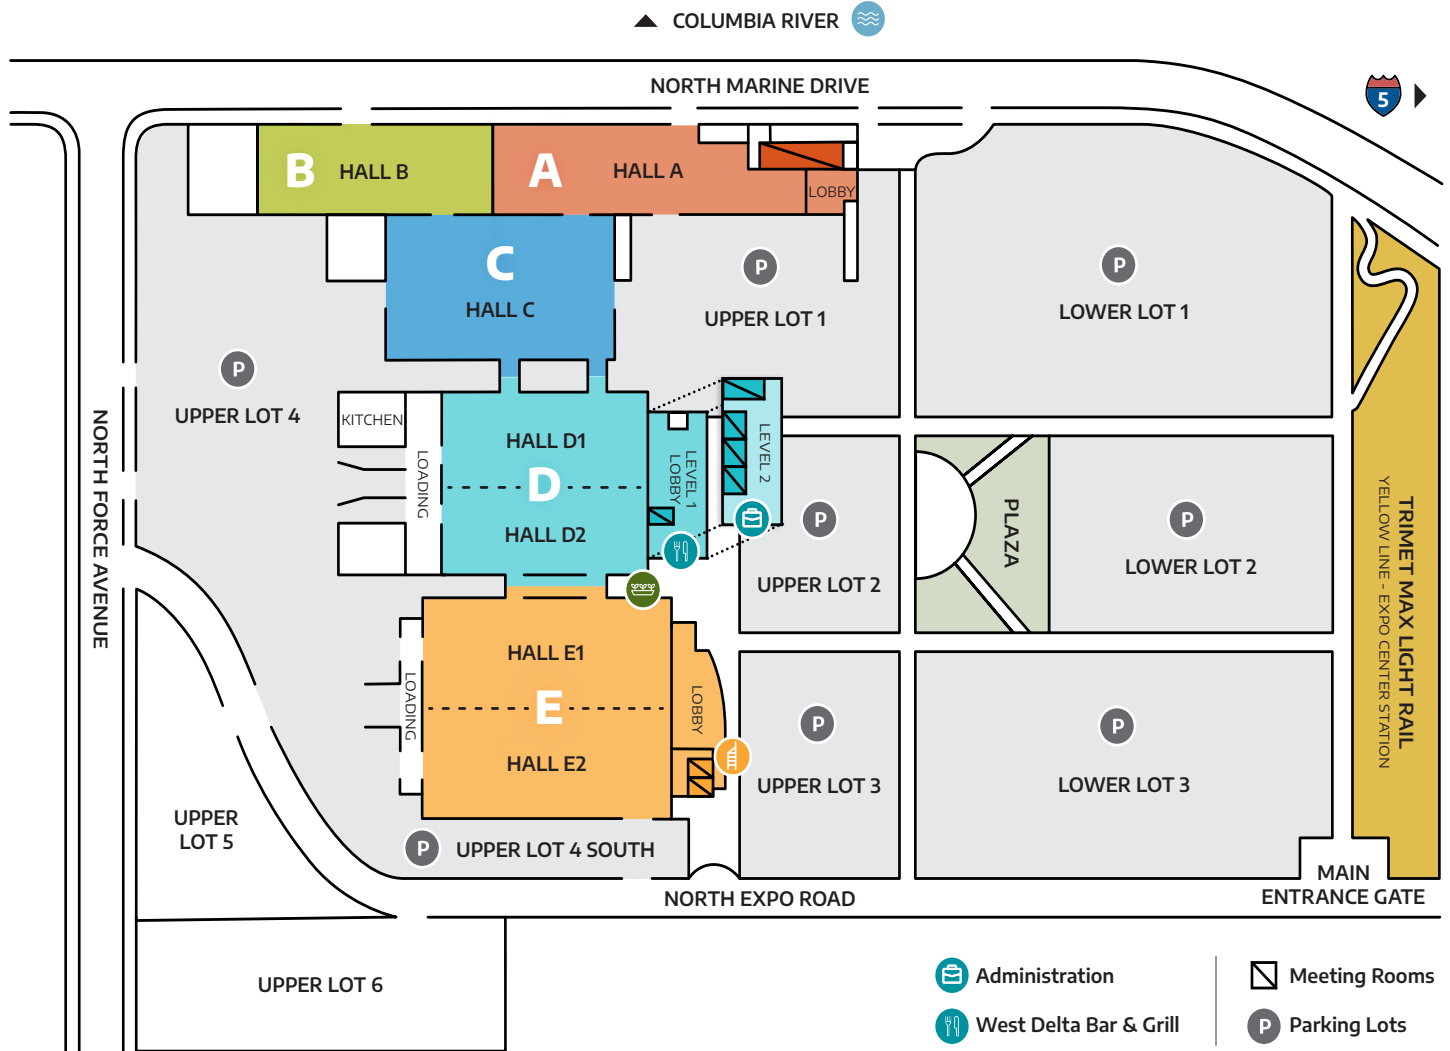 COLUMBIA RIVER
NORTH MARINE DRIVE
5
B
HALL B
A
HALL A
LOBBY
C
HALL C
P
UPPER LOT 1
P
LOWER LOT 1
P
UPPER LOT 4
KITCHEN
LOADING
HALL D1
D
HALL D2
LEVEL 1
LOBBY
LEVEL 2
P
UPPER LOT 2
PLAZA
P
LOWER LOT 2
NORTH FORCE AVENUE
TRIMET MAX LIGHT RAIL
YELLOW LINE - EXPO CENTER STATION
LOADING
HALL E1
E
HALL E2
LOBBY
P
UPPER LOT 3
P
LOWER LOT 3
UPPER
LOT 5
P
UPPER LOT 4 SOUTH
MAIN
ENTRANCE GATE
NORTH EXPO ROAD
UPPER LOT 6
Administration
West Delta Bar & Grill
Meeting Rooms
P
Parking Lots